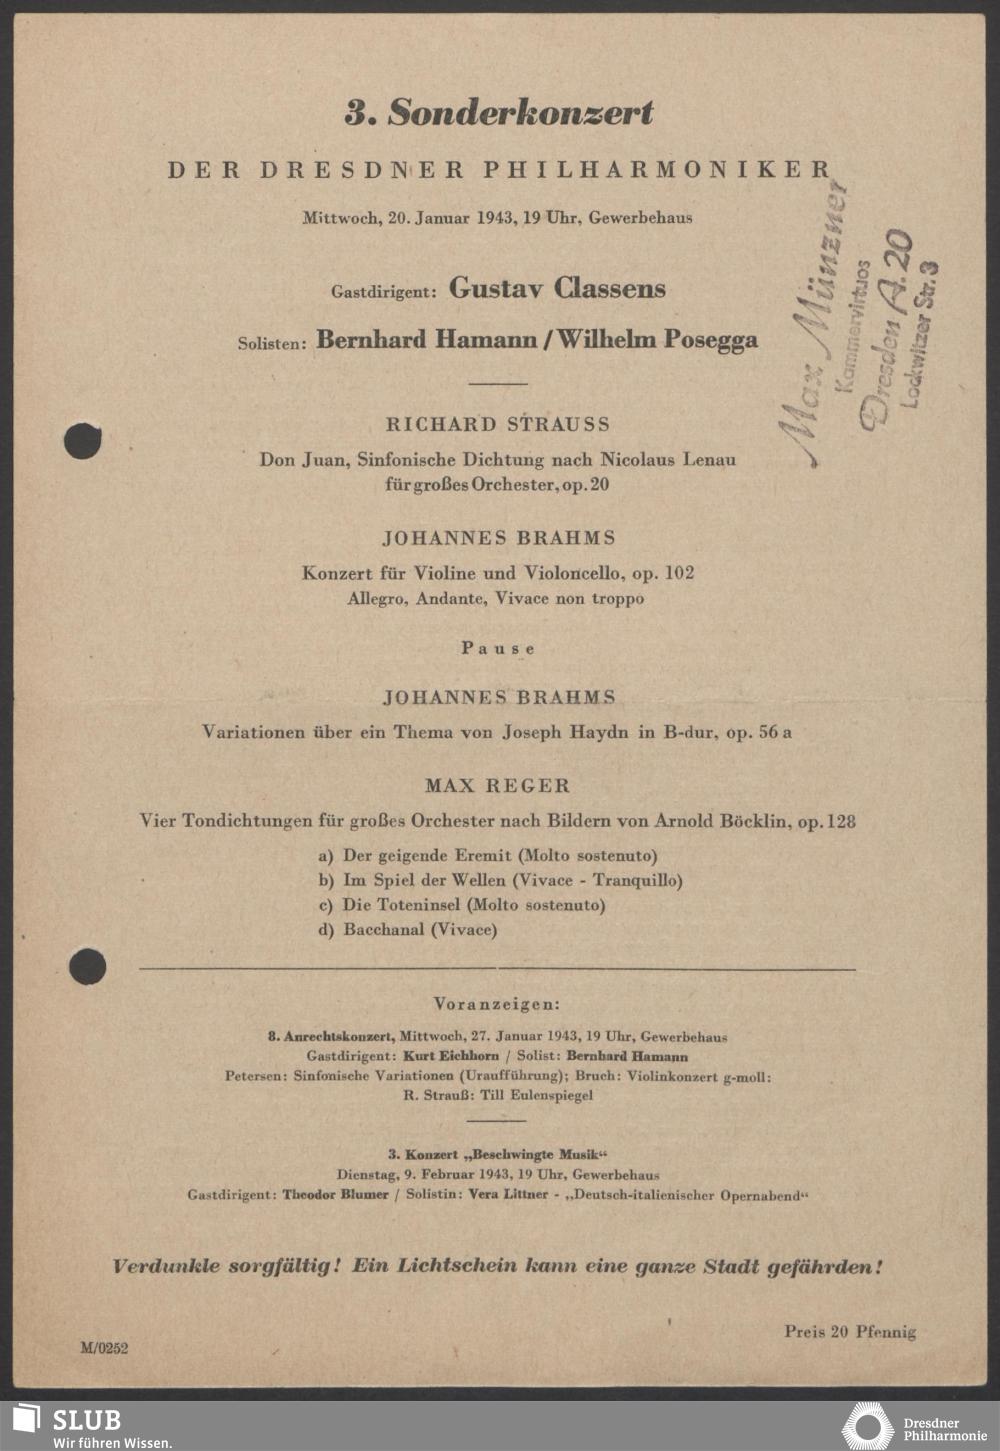 3. Sonderkonzert
DER DRESDNER PHILHARMONIKER
Mittwoch, 20. Januar 1943, 19 Uhr, Gewerbehaus
Gastdirigent: Gustav Classens
Solisten: Bernhard Hamann / Wilhelm Posegga
Max Münzner
Kammervirtuos
Dresden A. 20
Lockwitzer Str. 3
RICHARD STRAUSS
Don Juan, Sinfonische Dichtung nach Nicolaus Lenau
für großes Orchester, op. 20
JOHANNES BRAHMS
Konzert für Violine und Violoncello, op. 102
Allegro, Andante, Vivace non troppo
Pause
JOHANNES BRAHMS
Variationen über ein Thema von Joseph Haydn in B-dur, op. 56 a
MAX REGER
Vier Tondichtungen für großes Orchester nach Bildern von Arnold Böcklin, op. 128
a) Der geigende Eremit (Molto sostenuto)
b) Im Spiel der Wellen (Vivace - Tranquillo)
c) Die Toteninsel (Molto sostenuto)
d) Bacchanal (Vivace)
Voranzeigen:
8. Anrechtskonzert, Mittwoch, 27. Januar 1943, 19 Uhr, Gewerbehaus
Gastdirigent: Kurt Eichhorn / Solist: Bernhard Hamann
Petersen: Sinfonische Variationen (Uraufführung); Bruch: Violinkonzert g-moll:
R. Strauß: Till Eulenspiegel
3. Konzert „Beschwingte Musik“
Dienstag, 9. Februar 1943, 19 Uhr, Gewerbehaus
Gastdirigent: Theodor Blumer / Solistin: Vera Littner - „Deutsch-italienischer Opernabend“
Verdunkle sorgfältig! Ein Lichtschein kann eine ganze Stadt gefährden!
Preis 20 Pfennig
M/0252
SLUB
Wir führen Wissen.
Dresdner
Philharmonie